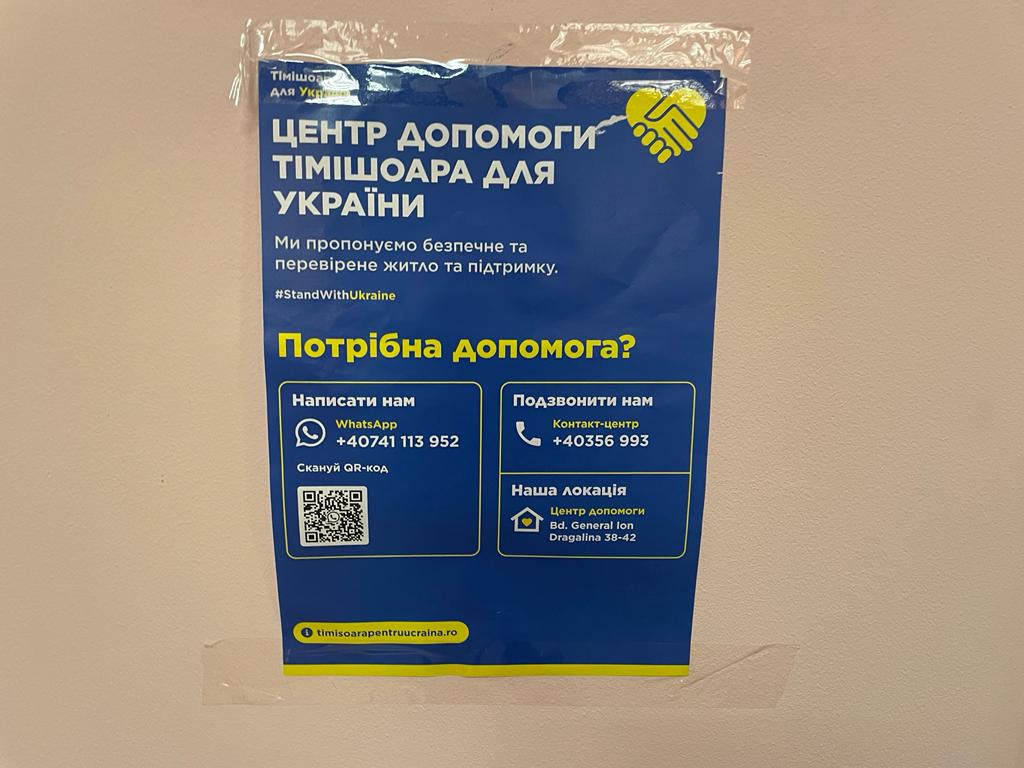 Тімішоара
для Україн
ЦЕНТР ДОПОМОГИ
ТІМІШОАРА ДЛЯ
УКРАЇНИ
Ми пропонуємо безпечне та
перевірене житло та підтримку.
#StandWithUkraine
Потрібна допомога?
Написати нам
WhatsApp
+40741 113 952
Скануй QR-код
Подзвонити нам
Контакт-центр
+40356 993
Наша локація
Центр допомоги
Bd. General Ion
Dragalina 38-42
timisoarapentruucraina.ro